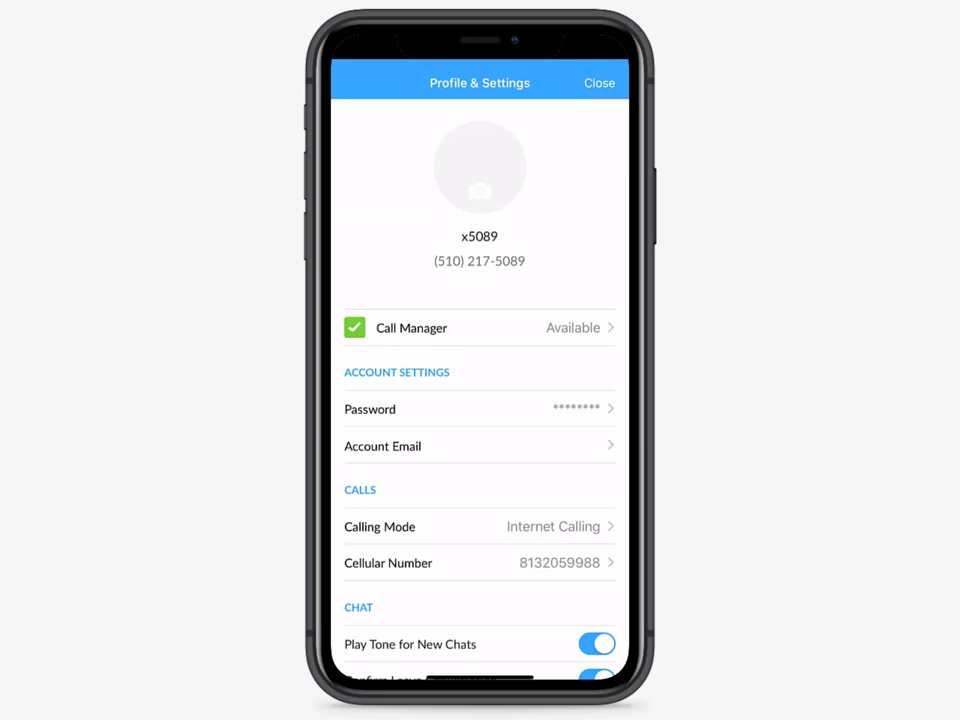 Profile & Settings Close
x5089
(510) 217-5089
Call Manager Available
ACCOUNT SETTINGS
Password ********
Account Email
CALLS
Calling Mode Internet Calling
Cellular Number 8132059988
CHAT
Play Tone for New Chats